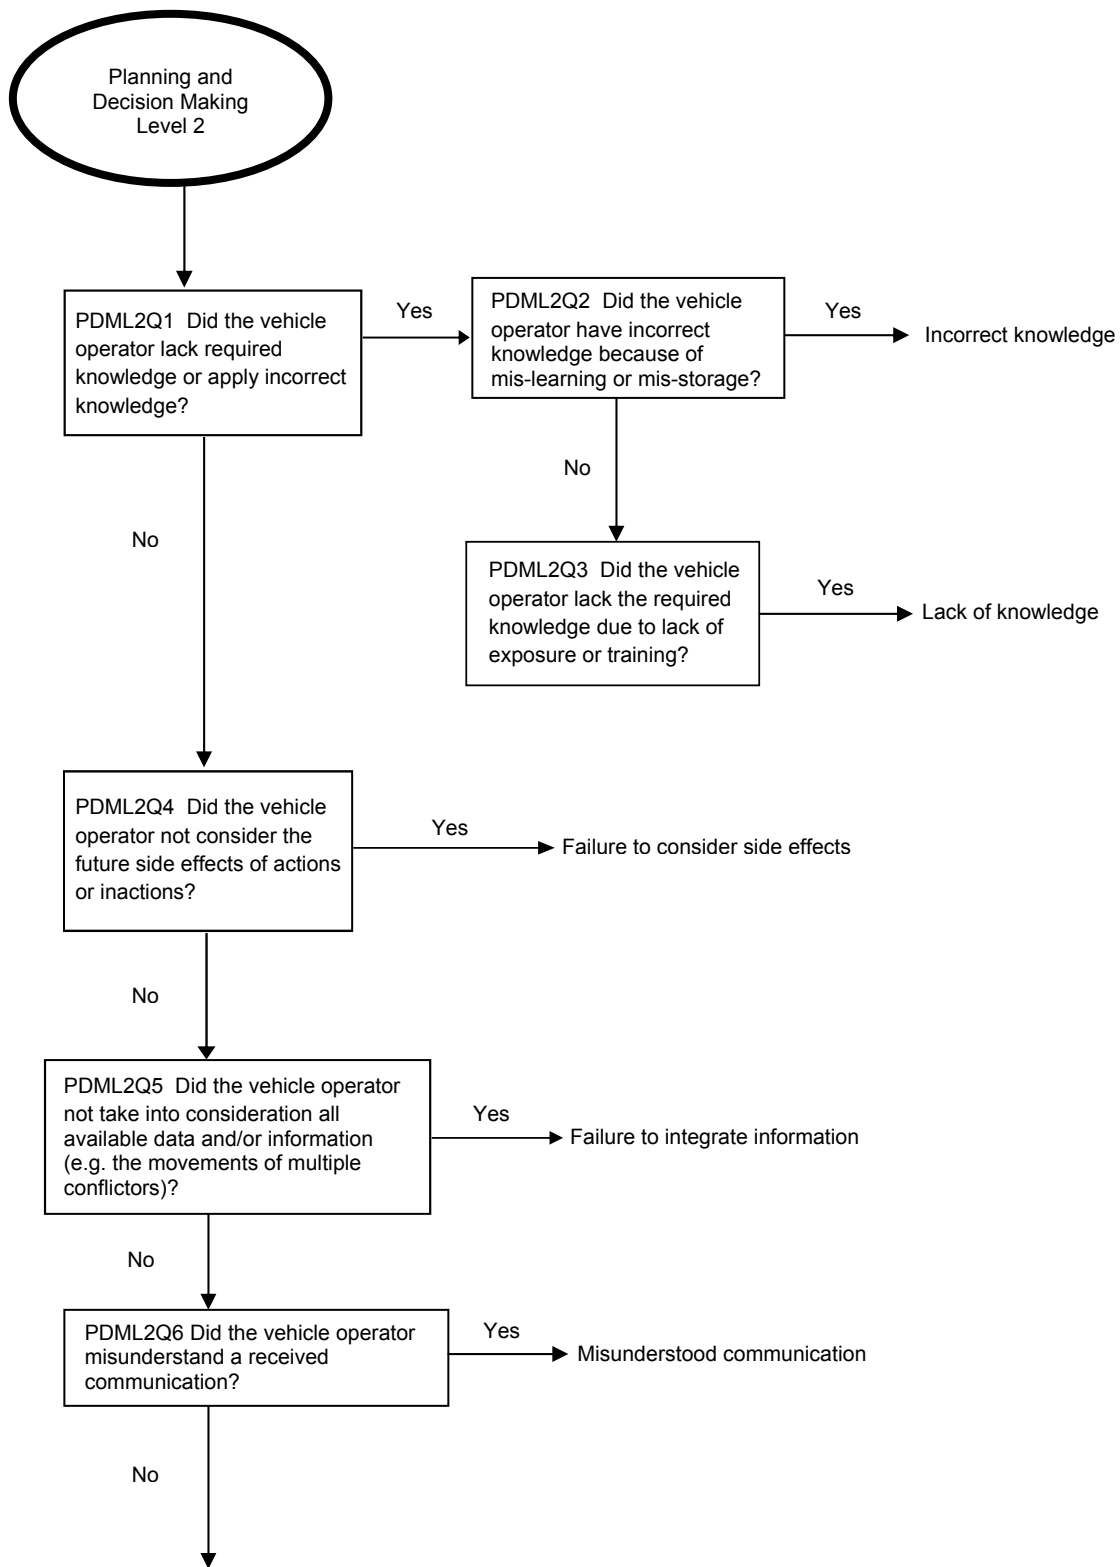 Planning and
Decision Making
Level 2
PDML2Q1  Did the vehicle
operator lack required
knowledge or apply incorrect
knowledge?
Yes
PDML2Q2  Did the vehicle
operator have incorrect
knowledge because of
mis-learning or mis-storage?
Yes
Incorrect knowledge
No
No
PDML2Q3  Did the vehicle
operator lack the required
knowledge due to lack of
exposure or training?
Yes
Lack of knowledge
PDML2Q4  Did the vehicle
operator not consider the
future side effects of actions
or inactions?
Yes
Failure to consider side effects
No
PDML2Q5  Did the vehicle operator
not take into consideration all
available data and/or information
(e.g. the movements of multiple
conflictors)?
Yes
Failure to integrate information
No
PDML2Q6 Did the vehicle operator
misunderstand a received
communication?
Yes
Misunderstood communication
No